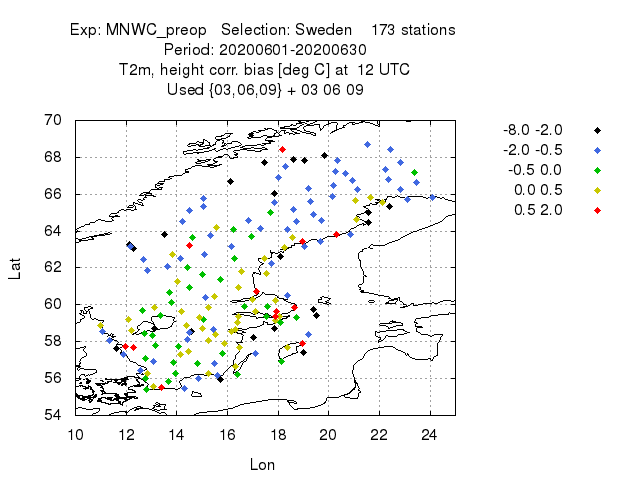 Exp: MNWC_preop   Selection: Sweden    173 stations
Period: 20200601-20200630
T2m, height corr. bias [deg C] at  12 UTC
Used {03,06,09} + 03 06 09
70
68
66
64
62
60
58
56
54
Lat
10 12 14 16 18 20 22 24
Lon
-8.0 -2.0
-2.0 -0.5
-0.5 0.0
0.0 0.5
0.5 2.0